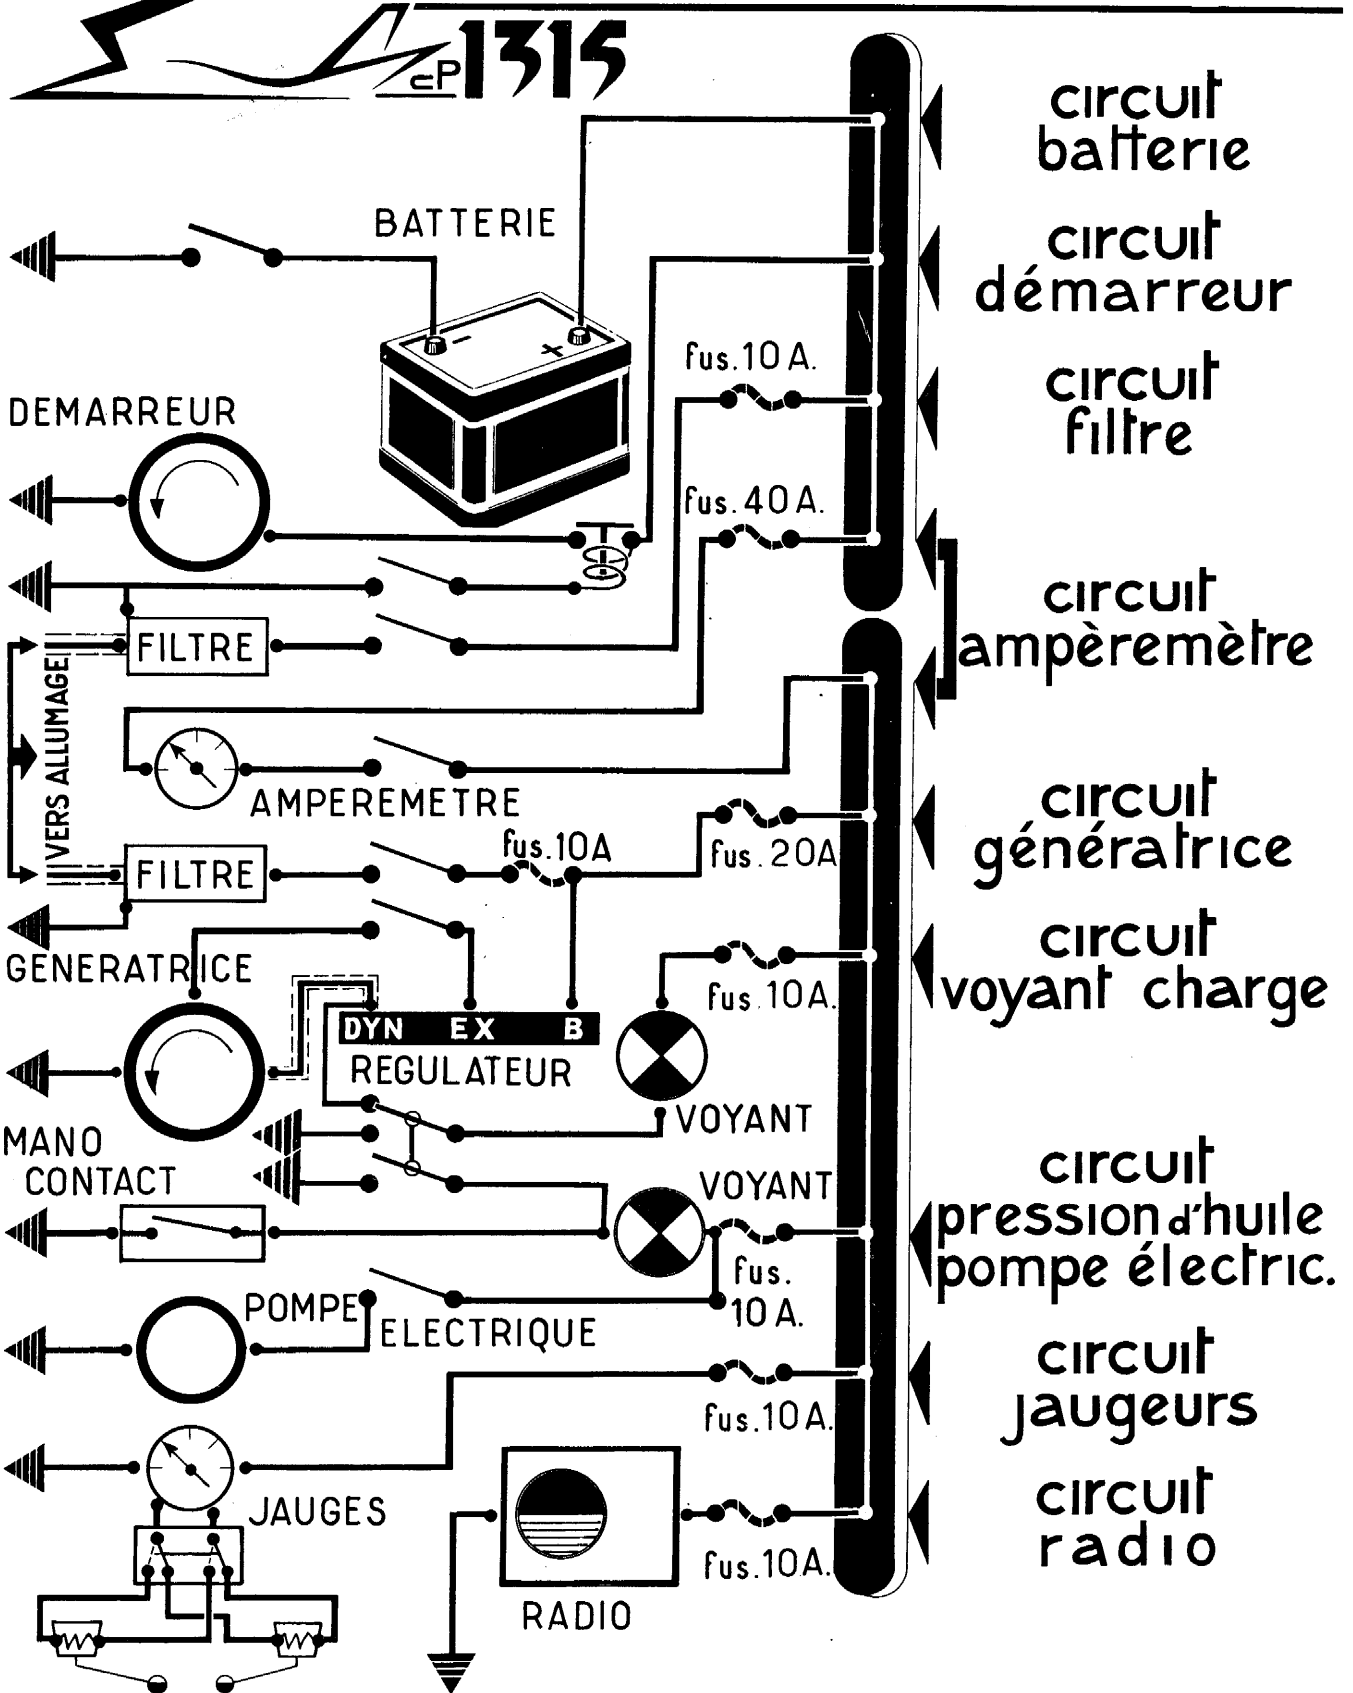 CP 1315
circuit
batterie
BATTERIE
- +
circuit
démarreur
fus.10 A.
circuit
filtre
DEMARREUR
fus.40 A.
circuit
ampèremètre
FILTRE
VERS ALLUMAGE
AMPEREMETRE
circuit
génératrice
fus.10A
fus.20A
FILTRE
circuit
voyant charge
GENERATRICE
fus.10A.
DYN EX B
REGULATEUR
VOYANT
MANO
CONTACT
circuit
pression d'huile
pompe électric.
VOYANT
fus.
10 A.
POMPE
ELECTRIQUE
circuit
jaugeurs
fus.10A.
JAUGES
circuit
radio
fus.10A.
RADIO